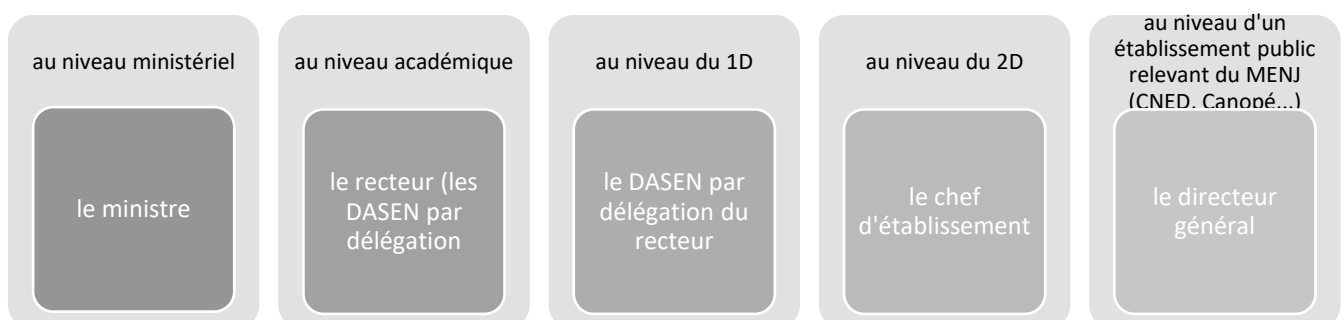 au niveau ministériel
le ministre
au niveau académique
le recteur (les
DASEN par
délégation
au niveau du 1D
le DASEN par
délégation du
recteur
au niveau du 2D
le chef
d'établissement
au niveau d'un
établissement public
relevant du MENJ
(CNED, Canopé...)
le directeur
général